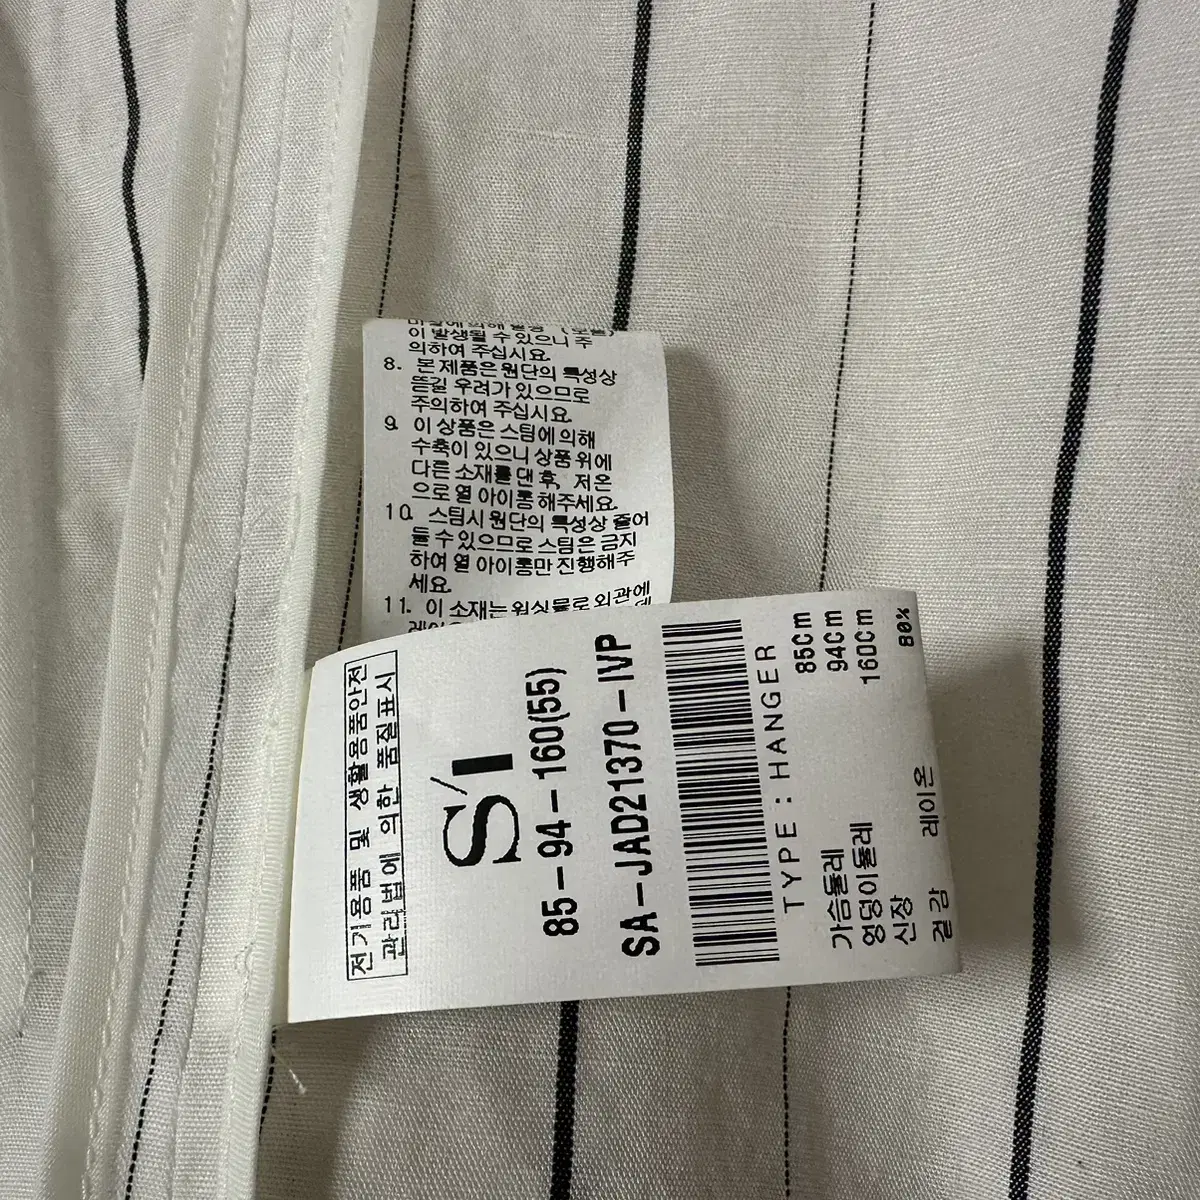 이 발생될 수 있으니 주
의하여 주십시요.
8. 본 제품은 원단의 특성상
뜯길 우려가 있으므로
주의하여 주십시요.
9. 이 상품은 스팀에 의해
수축이 있으니 상품 위에
다른 소재를 댄 후, 저온
으로 열 아이롱 해주세요.
10. 스팀시 원단의 특성상 줄어
들 수 있으므로 스팀은 금지
하여 열 아이롱만 진행해주
세요.
11. 이 소재는 원싱물로 외관에
전기용품 및 생활용품안전
관리법에 의한 품질표시
S'I
85-94-160(55)
SA-JAD21370-IVP
TYPE : HANGER
가슴둘레 85Cm
엉덩이둘레 94Cm
신장 160Cm
겉감 레이온 80%